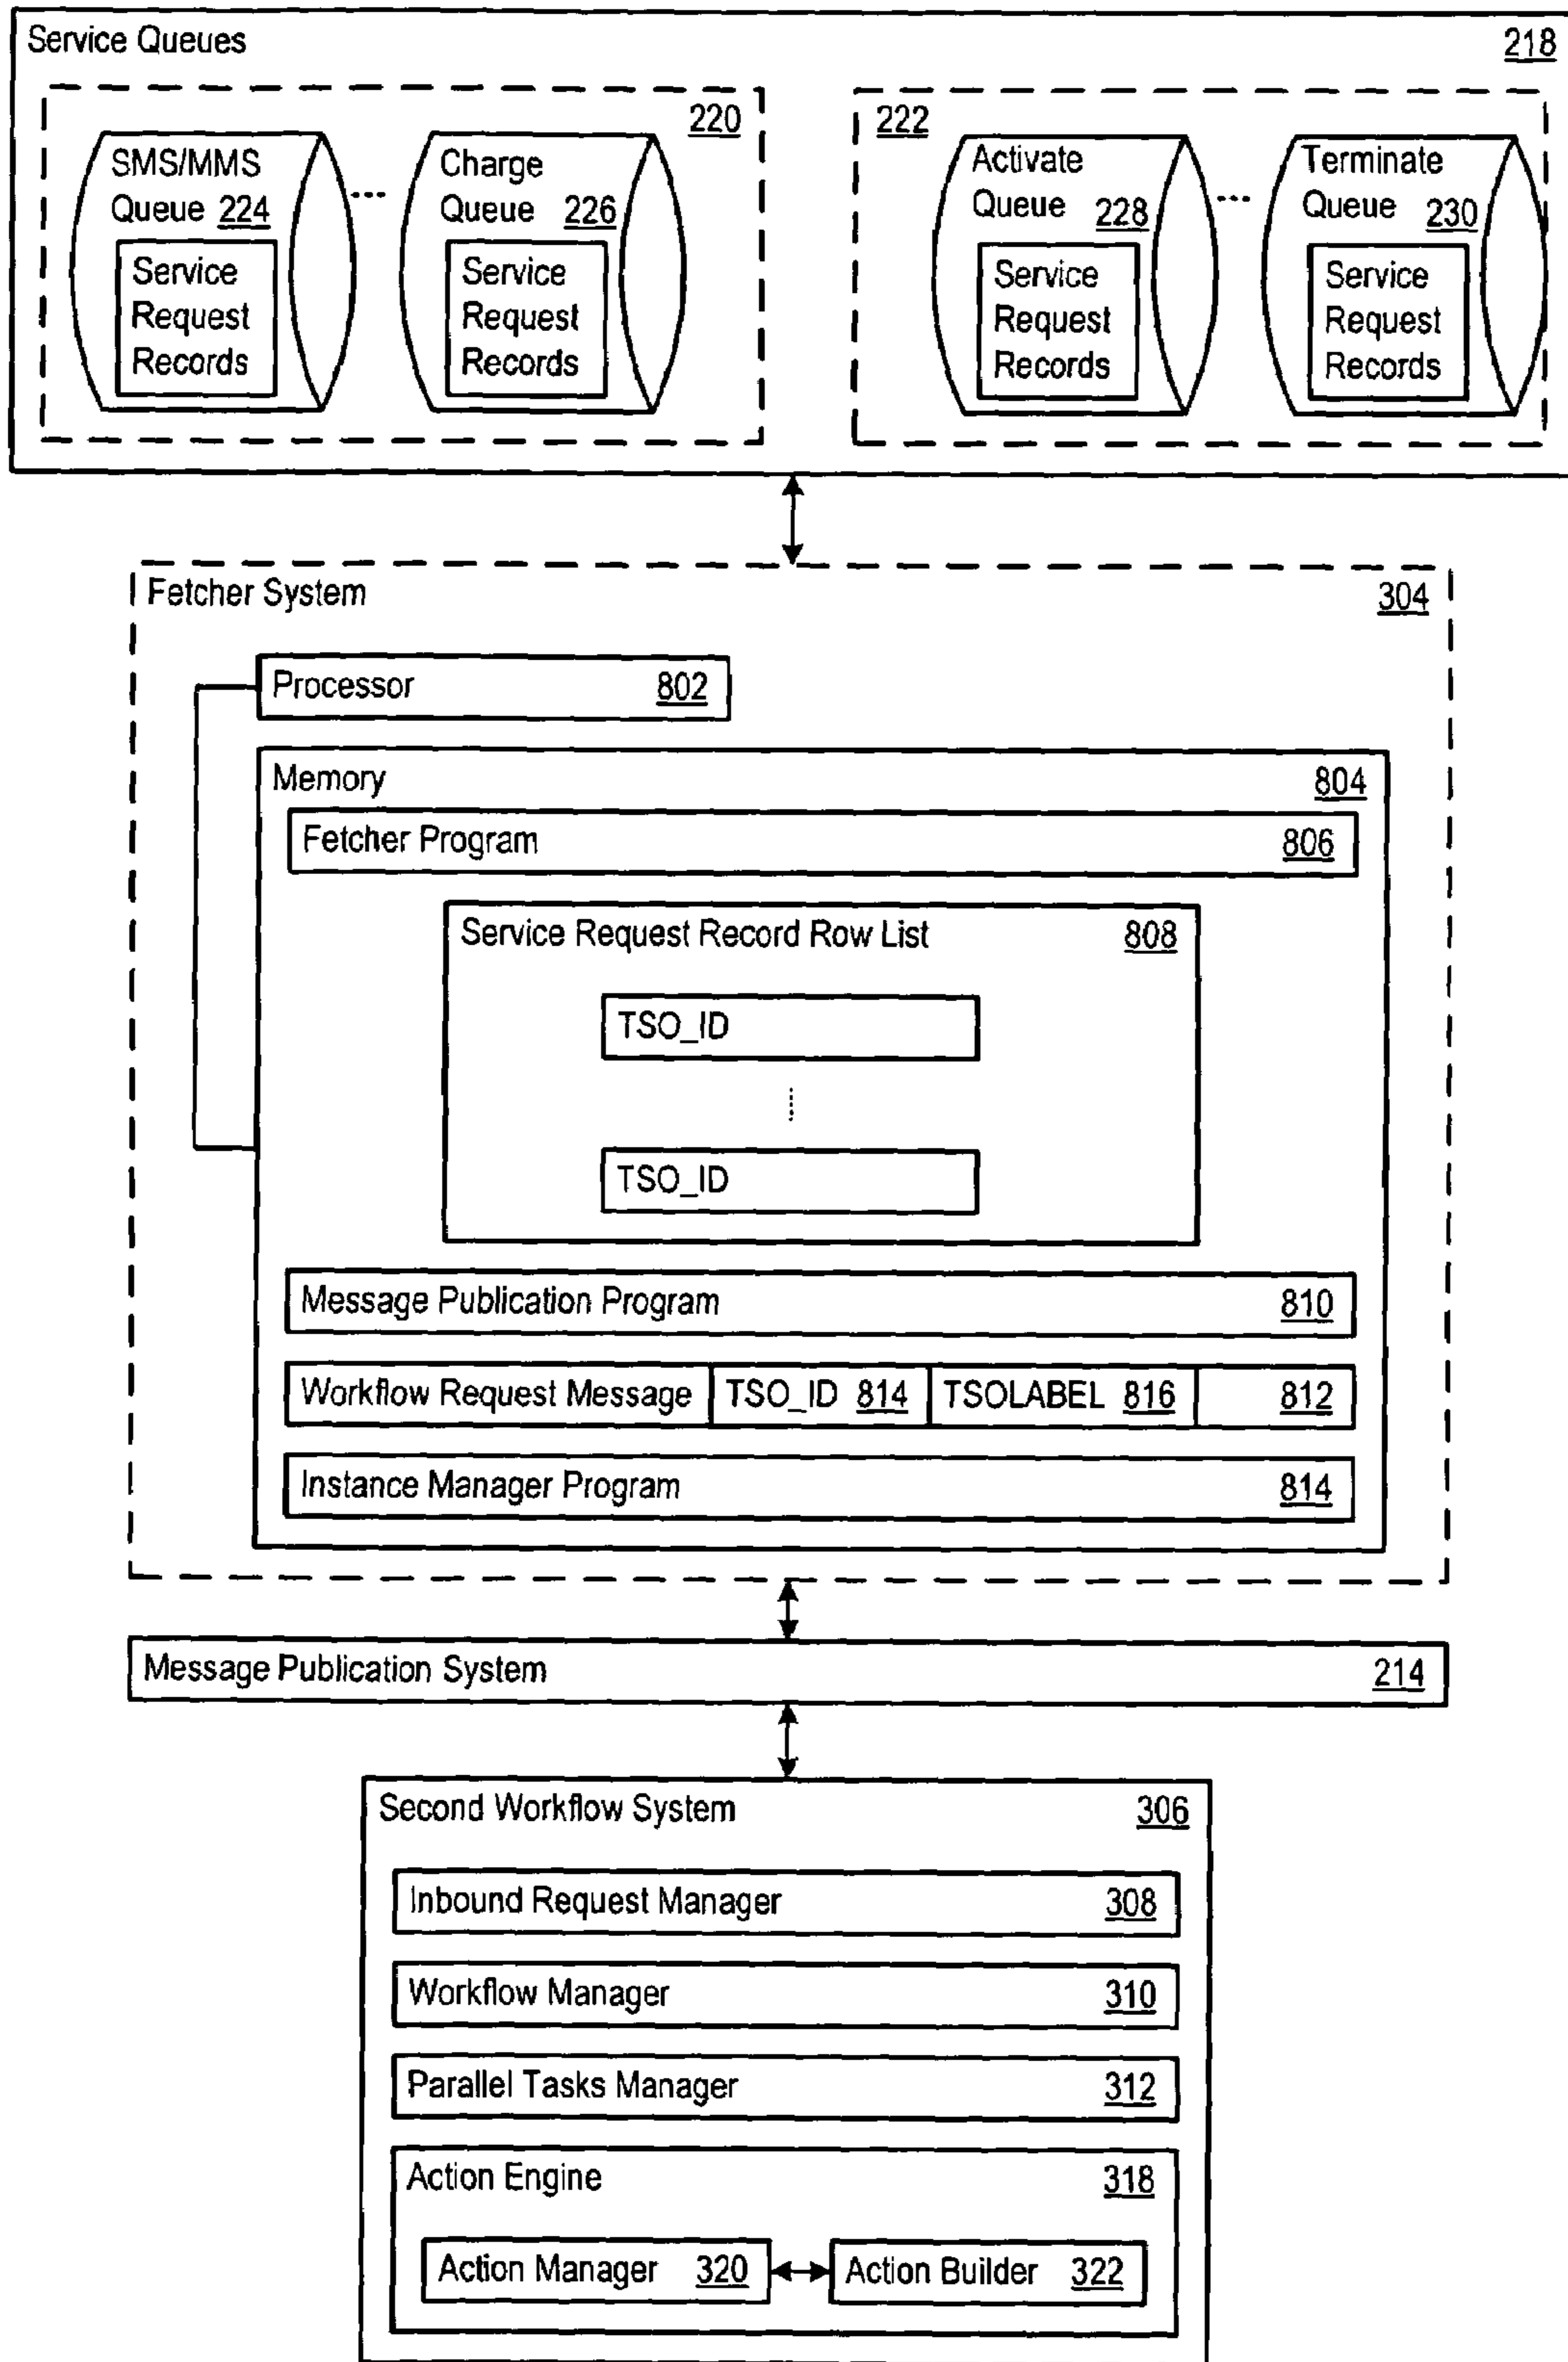 Service Queues 218
220
SMS/MMS
Queue 224
Service
Request
Records
...
Charge
Queue 226
Service
Request
Records
222
Activate
Queue 228
Service
Request
Records
...
Terminate
Queue 230
Service
Request
Records
Fetcher System 304
Processor 802
Memory 804
Fetcher Program 806
Service Request Record Row List 808
TSO_ID
TSO_ID
Message Publication Program 810
Workflow Request Message TSO_ID 814 TSOLABEL 816 812
Instance Manager Program 814
Message Publication System 214
Second Workflow System 306
Inbound Request Manager 308
Workflow Manager 310
Parallel Tasks Manager 312
Action Engine 318
Action Manager 320 Action Builder 322